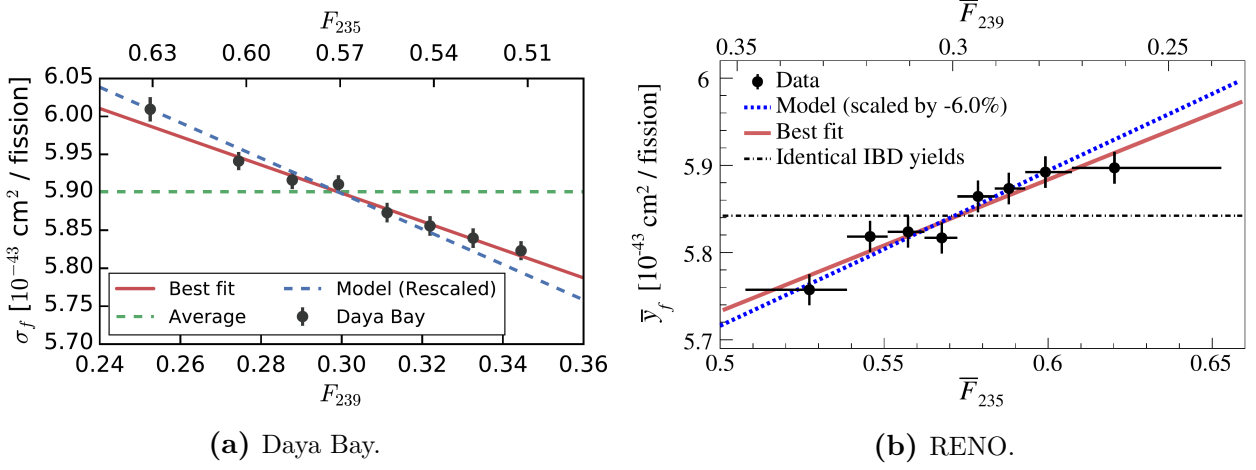 F235
0.63 0.60 0.57 0.54 0.51
6.05
6.00
5.95
5.90
5.85
5.80
5.75
5.70
σf [10−43 cm2 / fission]
Best fit
Average
Model (Rescaled)
Daya Bay
0.24 0.26 0.28 0.30 0.32 0.34 0.36
F239
(a) Daya Bay.
F̅239
0.35 0.3 0.25
6
5.9
5.8
5.7
y̅f [10-43 cm2 / fission]
Data
Model (scaled by -6.0%)
Best fit
Identical IBD yields
0.5 0.55 0.6 0.65
F̅235
(b) RENO.